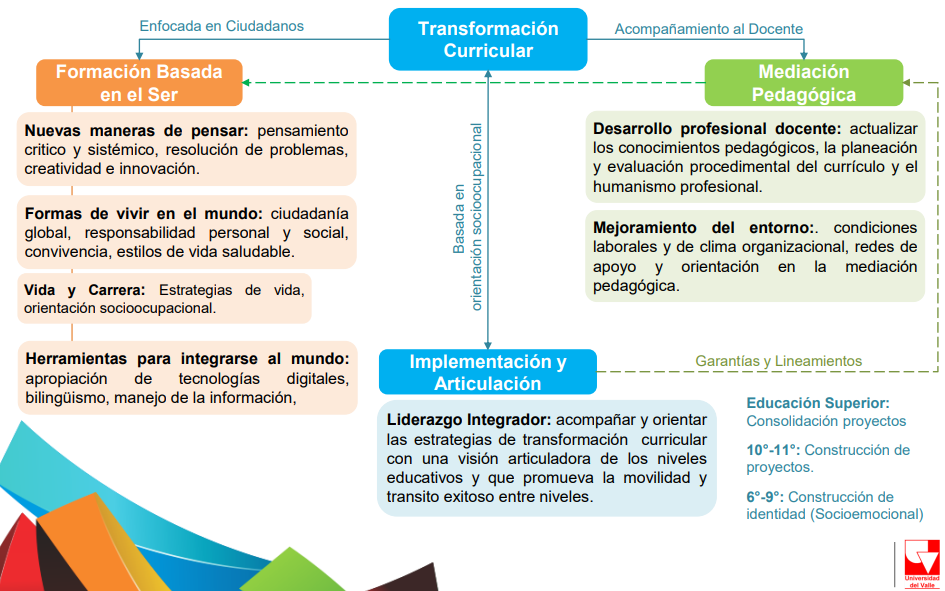 Enfocada en Ciudadanos
Transformación
Curricular
Acompañamiento al Docente
Formación Basada
en el Ser
Mediación
Pedagógica
Nuevas maneras de pensar: pensamiento
critico y sistémico, resolución de problemas,
creatividad e innovación.
Formas de vivir en el mundo: ciudadanía
global, responsabilidad personal y social,
convivencia, estilos de vida saludable.
Vida y Carrera: Estrategias de vida,
orientación socioocupacional.
Herramientas para integrarse al mundo:
apropiación de tecnologías digitales,
bilingüismo, manejo de la información,
Basada en
orientación socioocupacional
Desarrollo profesional docente: actualizar
los conocimientos pedagógicos, la planeación
y evaluación procedimental del currículo y el
humanismo profesional.
Mejoramiento del entorno:. condiciones
laborales y de clima organizacional, redes de
apoyo y orientación en la mediación
pedagógica.
Implementación y
Articulación
Garantías y Lineamientos
Liderazgo Integrador: acompañar y orientar
las estrategias de transformación curricular
con una visión articuladora de los niveles
educativos y que promueva la movilidad y
transito exitoso entre niveles.
Educación Superior:
Consolidación proyectos
10°-11°: Construcción de
proyectos.
6°-9°: Construcción de
identidad (Socioemocional)
Universidad
del Valle